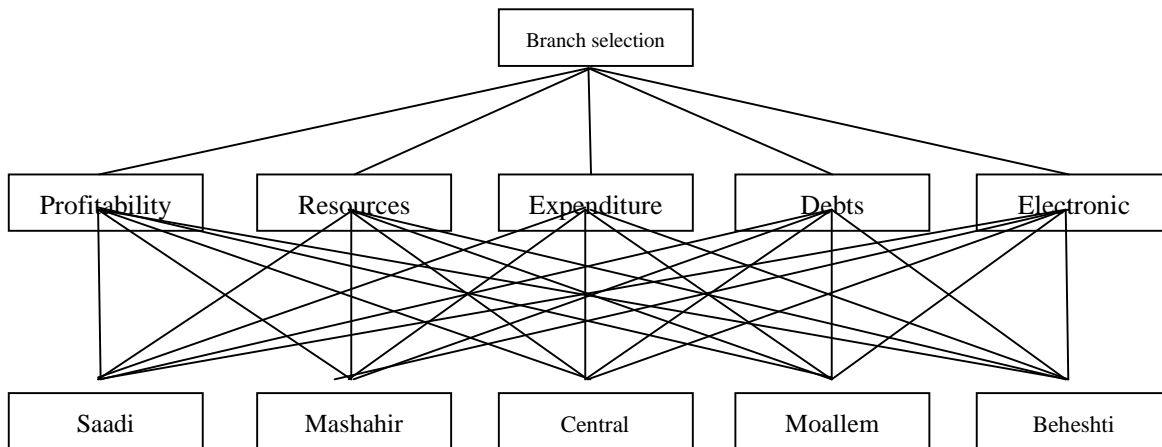 Branch selection
Profitability
Resources
Expenditure
Debts
Electronic
Saadi
Mashahir
Central
Moallem
Beheshti